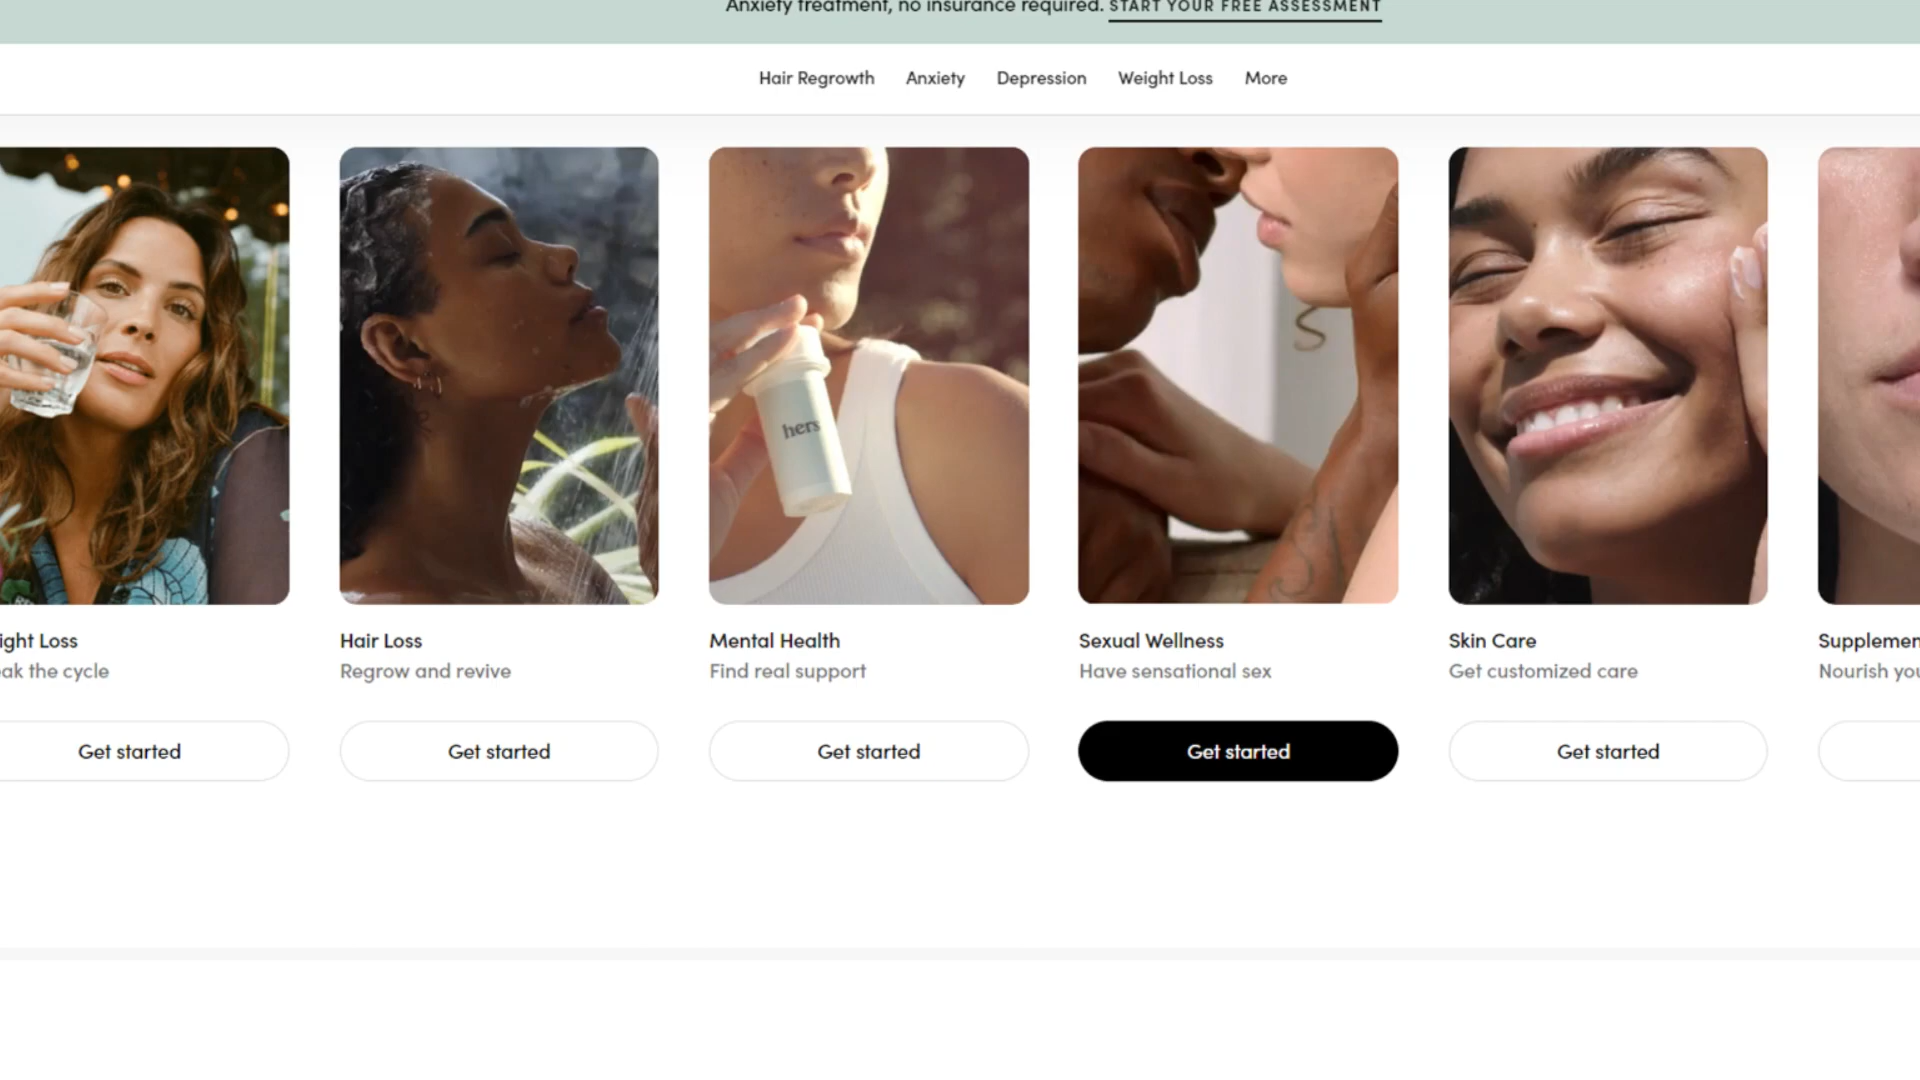 Anxiety treatment, no insurance required. START YOUR FREE ASSESSMENT
Hair Regrowth Anxiety Depression Weight Loss More
hers
ight Loss
ak the cycle
Get started
Hair Loss
Regrow and revive
Get started
Mental Health
Find real support
Get started
Sexual Wellness
Have sensational sex
Get started
Skin Care
Get customized care
Get started
Supplemen
Nourish you